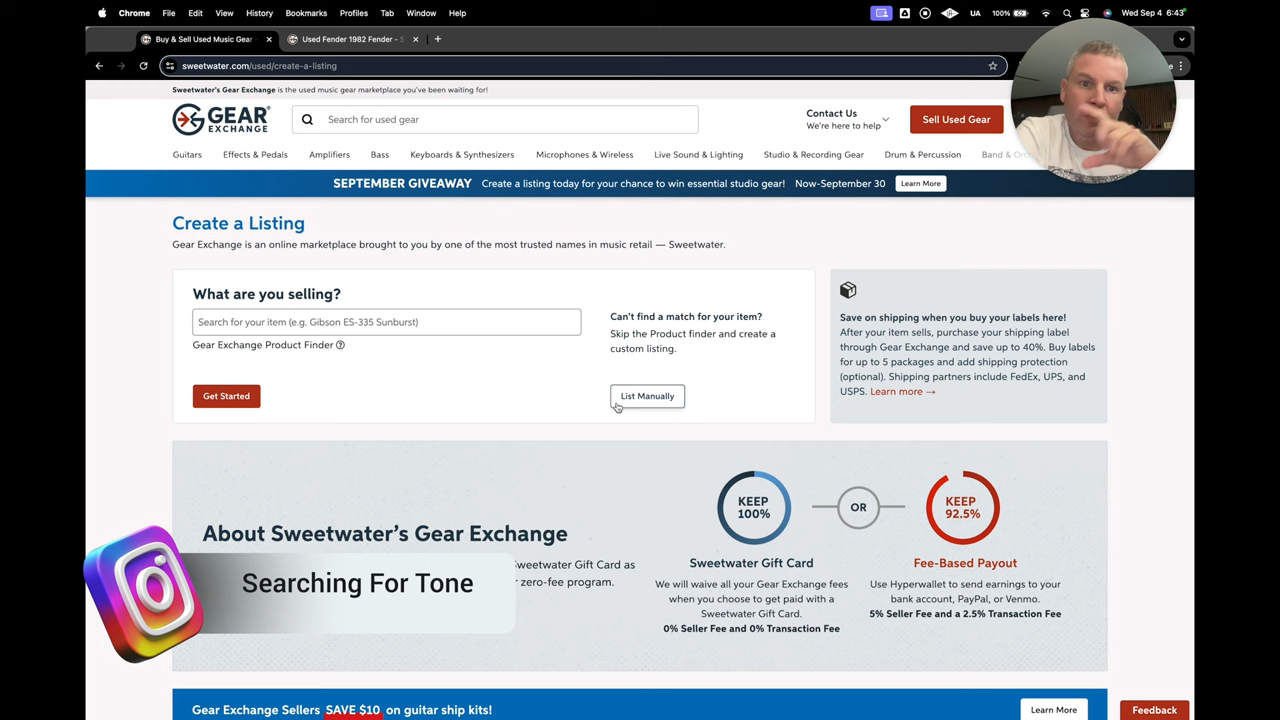 Chrome File Edit View History Bookmarks Profiles Tab Window Help
UA 100% Wed Sep 4 6:43
Buy & Sell Used Music Gear
Used Fender 1982 Fender - S
sweetwater.com/used/create-a-listing
Sweetwater's Gear Exchange is the used music gear marketplace you've been waiting for!
GEAR
EXCHANGE
Search for used gear
Contact Us
We're here to help
Sell Used Gear
Guitars Effects & Pedals Amplifiers Bass Keyboards & Synthesizers Microphones & Wireless Live Sound & Lighting Studio & Recording Gear Drum & Percussion Band & Orc
SEPTEMBER GIVEAWAY Create a listing today for your chance to win essential studio gear! Now-September 30 Learn More
Create a Listing
Gear Exchange is an online marketplace brought to you by one of the most trusted names in music retail — Sweetwater.
What are you selling?
Search for your item (e.g. Gibson ES-335 Sunburst)
Gear Exchange Product Finder
Get Started
Can't find a match for your item?
Skip the Product finder and create a
custom listing.
List Manually
Save on shipping when you buy your labels here!
After your item sells, purchase your shipping label
through Gear Exchange and save up to 40%. Buy labels
for up to 5 packages and add shipping protection
(optional). Shipping partners include FedEx, UPS, and
USPS. Learn more →
About Sweetwater's Gear Exchange
Sweetwater Gift Card as
zero-fee program.
KEEP
100%
OR
KEEP
92.5%
Sweetwater Gift Card
We will waive all your Gear Exchange fees
when you choose to get paid with a
Sweetwater Gift Card.
0% Seller Fee and 0% Transaction Fee
Fee-Based Payout
Use Hyperwallet to send earnings to your
bank account, PayPal, or Venmo.
5% Seller Fee and a 2.5% Transaction Fee
Searching For Tone
Gear Exchange Sellers SAVE $10 on guitar ship kits!
Learn More
Feedback